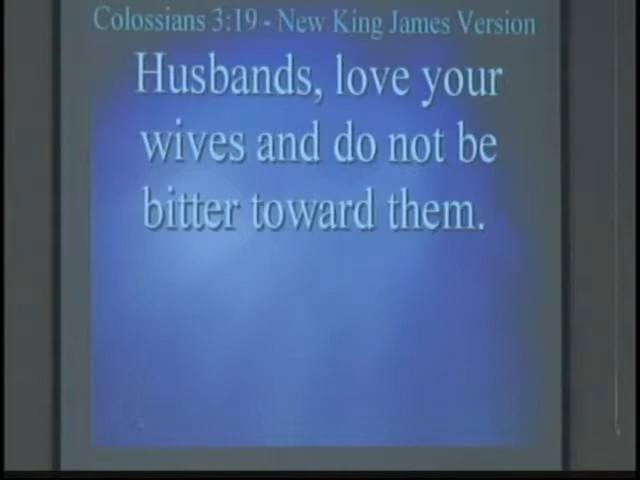 Colossians 3:19 - New King James Version
Husbands, love your
wives and do not be
bitter toward them.